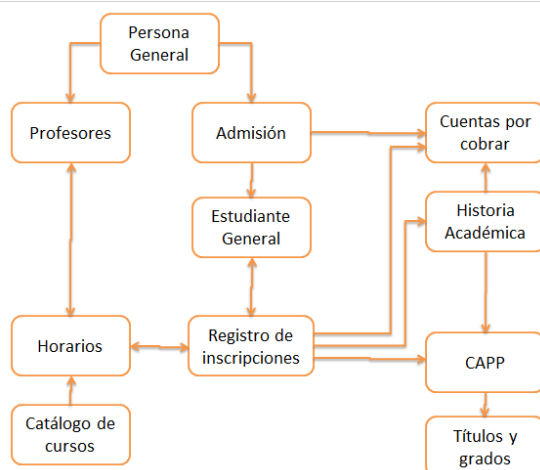 Persona
General
Profesores
Admisión
Cuentas por
cobrar
Estudiante
General
Historia
Académica
Horarios
Registro de
inscripciones
CAPP
Catálogo de
cursos
Títulos y
grados